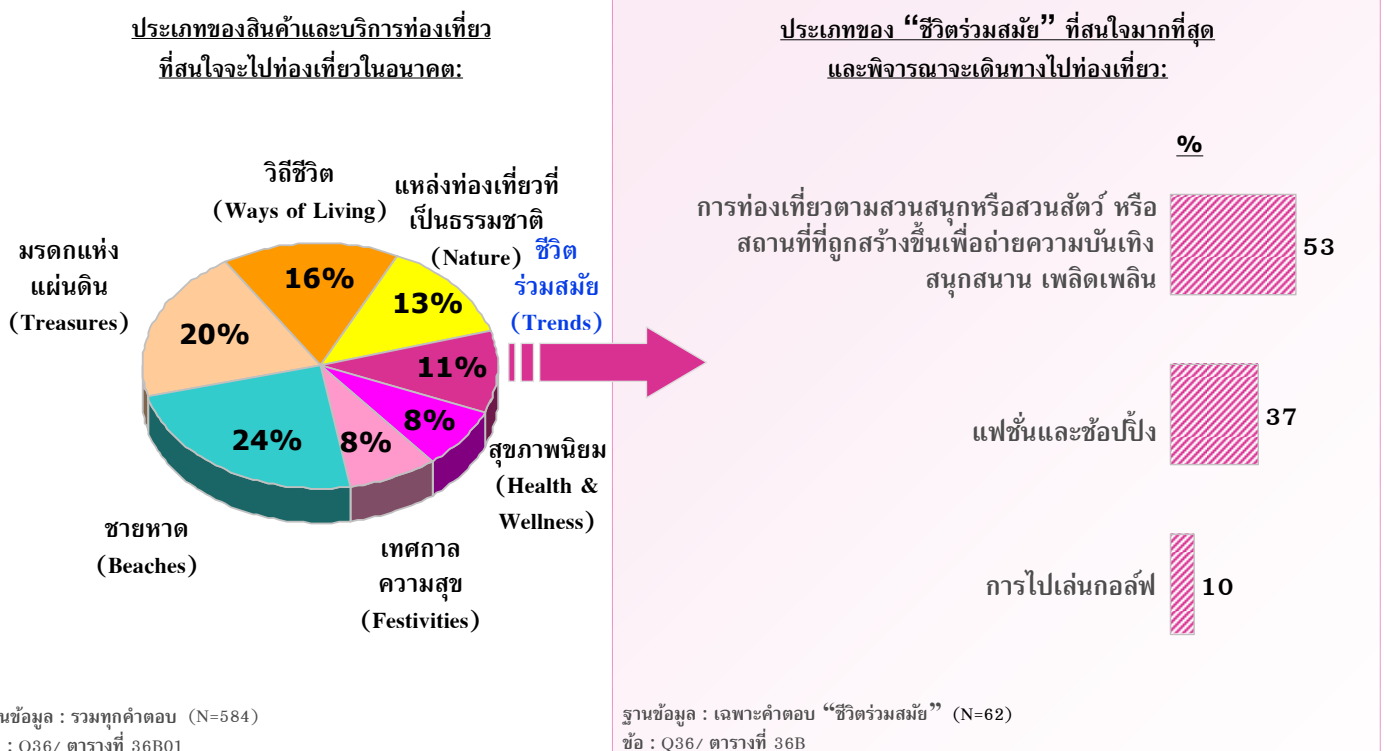 ประเภทของสินค้าและบริการท่องเที่ยว
ที่สนใจจะไปท่องเที่ยวในอนาคต:
วิถีชีวิต
(Ways of Living)
แหล่งท่องเที่ยวที่
เป็นธรรมชาติ
(Nature)
ชีวิต
ร่วมสมัย
(Trends)
มรดกแห่ง
แผ่นดิน
(Treasures)
16%
13%
20%
11%
8%
24%
8%
สุขภาพนิยม
(Health &
Wellness)
ชายหาด
(Beaches)
เทศกาล
ความสุข
(Festivities)
นข้อมูล : รวมทุกคำตอบ (N=584)
: Q36/ ตารางที่ 36B01
ประเภทของ “ชีวิตร่วมสมัย” ที่สนใจมากที่สุด
และพิจารณาจะเดินทางไปท่องเที่ยว:
%
การท่องเที่ยวตามสวนสนุกหรือสวนสัตว์ หรือ
สถานที่ที่ถูกสร้างขึ้นเพื่อถ่ายความบันเทิง
สนุกสนาน เพลิดเพลิน
53
แฟชั่นและช้อปปิ้ง
37
การไปเล่นกอล์ฟ
10
ฐานข้อมูล : เฉพาะคำตอบ “ชีวิตร่วมสมัย” (N=62)
ข้อ : Q36/ ตารางที่ 36B